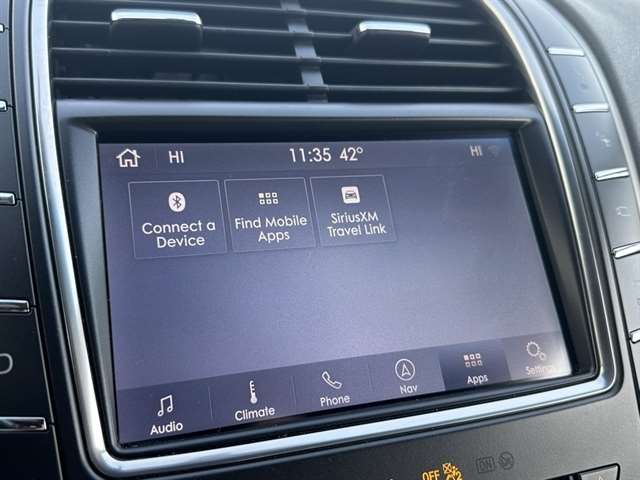 HI 11:35 42° HI
Connect a
Device
Find Mobile
Apps
SiriusXM
Travel Link
Audio
Climate
Phone
Nav
Apps
Settings
OFF
ON